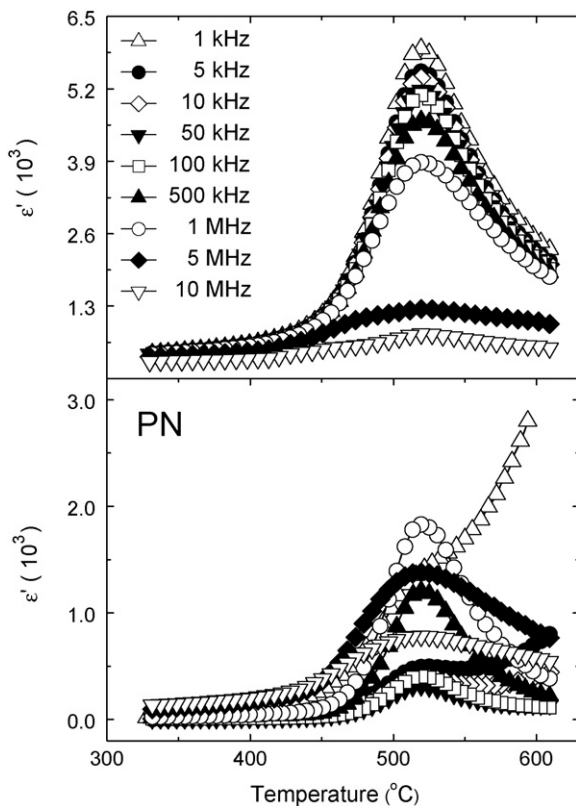 6.5
5.2
3.9
2.6
1.3
ε' ( 10³)
1 kHz
5 kHz
10 kHz
50 kHz
100 kHz
500 kHz
1 MHz
5 MHz
10 MHz
3.0
2.0
1.0
0.0
ε' ( 10³)
PN
300 400 500 600
Temperature (°C)